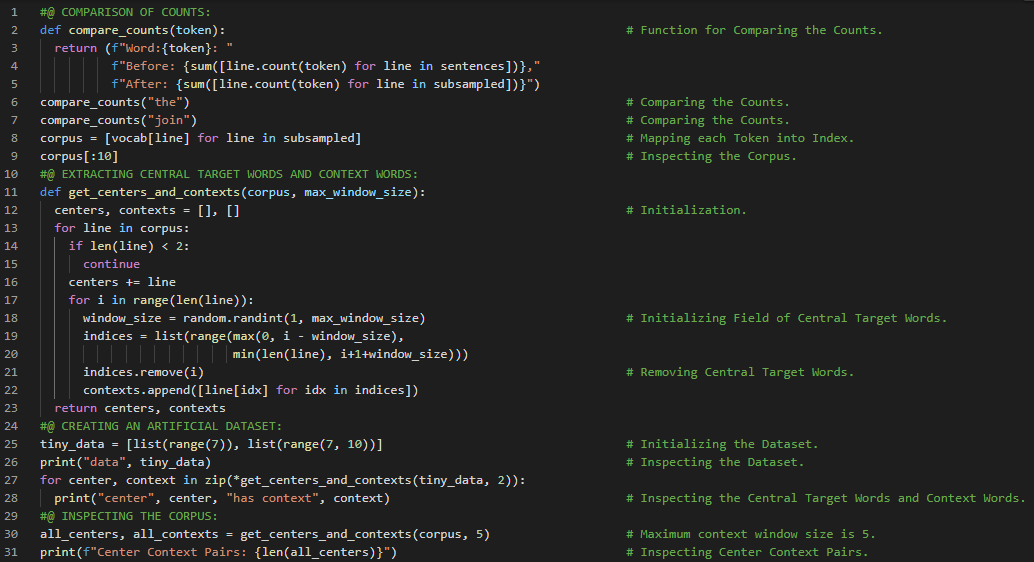 1 #@ COMPARISON OF COUNTS:
2 def compare_counts(token): # Function for Comparing the Counts.
3   return (f"Word:{token}: "
4           f"Before: {sum([line.count(token) for line in sentences])},"
5           f"After: {sum([line.count(token) for line in subsampled])}")
6 compare_counts("the") # Comparing the Counts.
7 compare_counts("join") # Comparing the Counts.
8 corpus = [vocab[line] for line in subsampled] # Mapping each Token into Index.
9 corpus[:10] # Inspecting the Corpus.
10 #@ EXTRACTING CENTRAL TARGET WORDS AND CONTEXT WORDS:
11 def get_centers_and_contexts(corpus, max_window_size):
12   centers, contexts = [], [] # Initialization.
13   for line in corpus:
14     if len(line) < 2:
15       continue
16     centers += line
17     for i in range(len(line)):
18       window_size = random.randint(1, max_window_size) # Initializing Field of Central Target Words.
19       indices = list(range(max(0, i - window_size),
20                            min(len(line), i+1+window_size)))
21       indices.remove(i) # Removing Central Target Words.
22       contexts.append([line[idx] for idx in indices])
23   return centers, contexts
24 #@ CREATING AN ARTIFICIAL DATASET:
25 tiny_data = [list(range(7)), list(range(7, 10))] # Initializing the Dataset.
26 print("data", tiny_data) # Inspecting the Dataset.
27 for center, context in zip(*get_centers_and_contexts(tiny_data, 2)):
28   print("center", center, "has context", context) # Inspecting the Central Target Words and Context Words.
29 #@ INSPECTING THE CORPUS:
30 all_centers, all_contexts = get_centers_and_contexts(corpus, 5) # Maximum context window size is 5.
31 print(f"Center Context Pairs: {len(all_centers)}") # Inspecting Center Context Pairs.